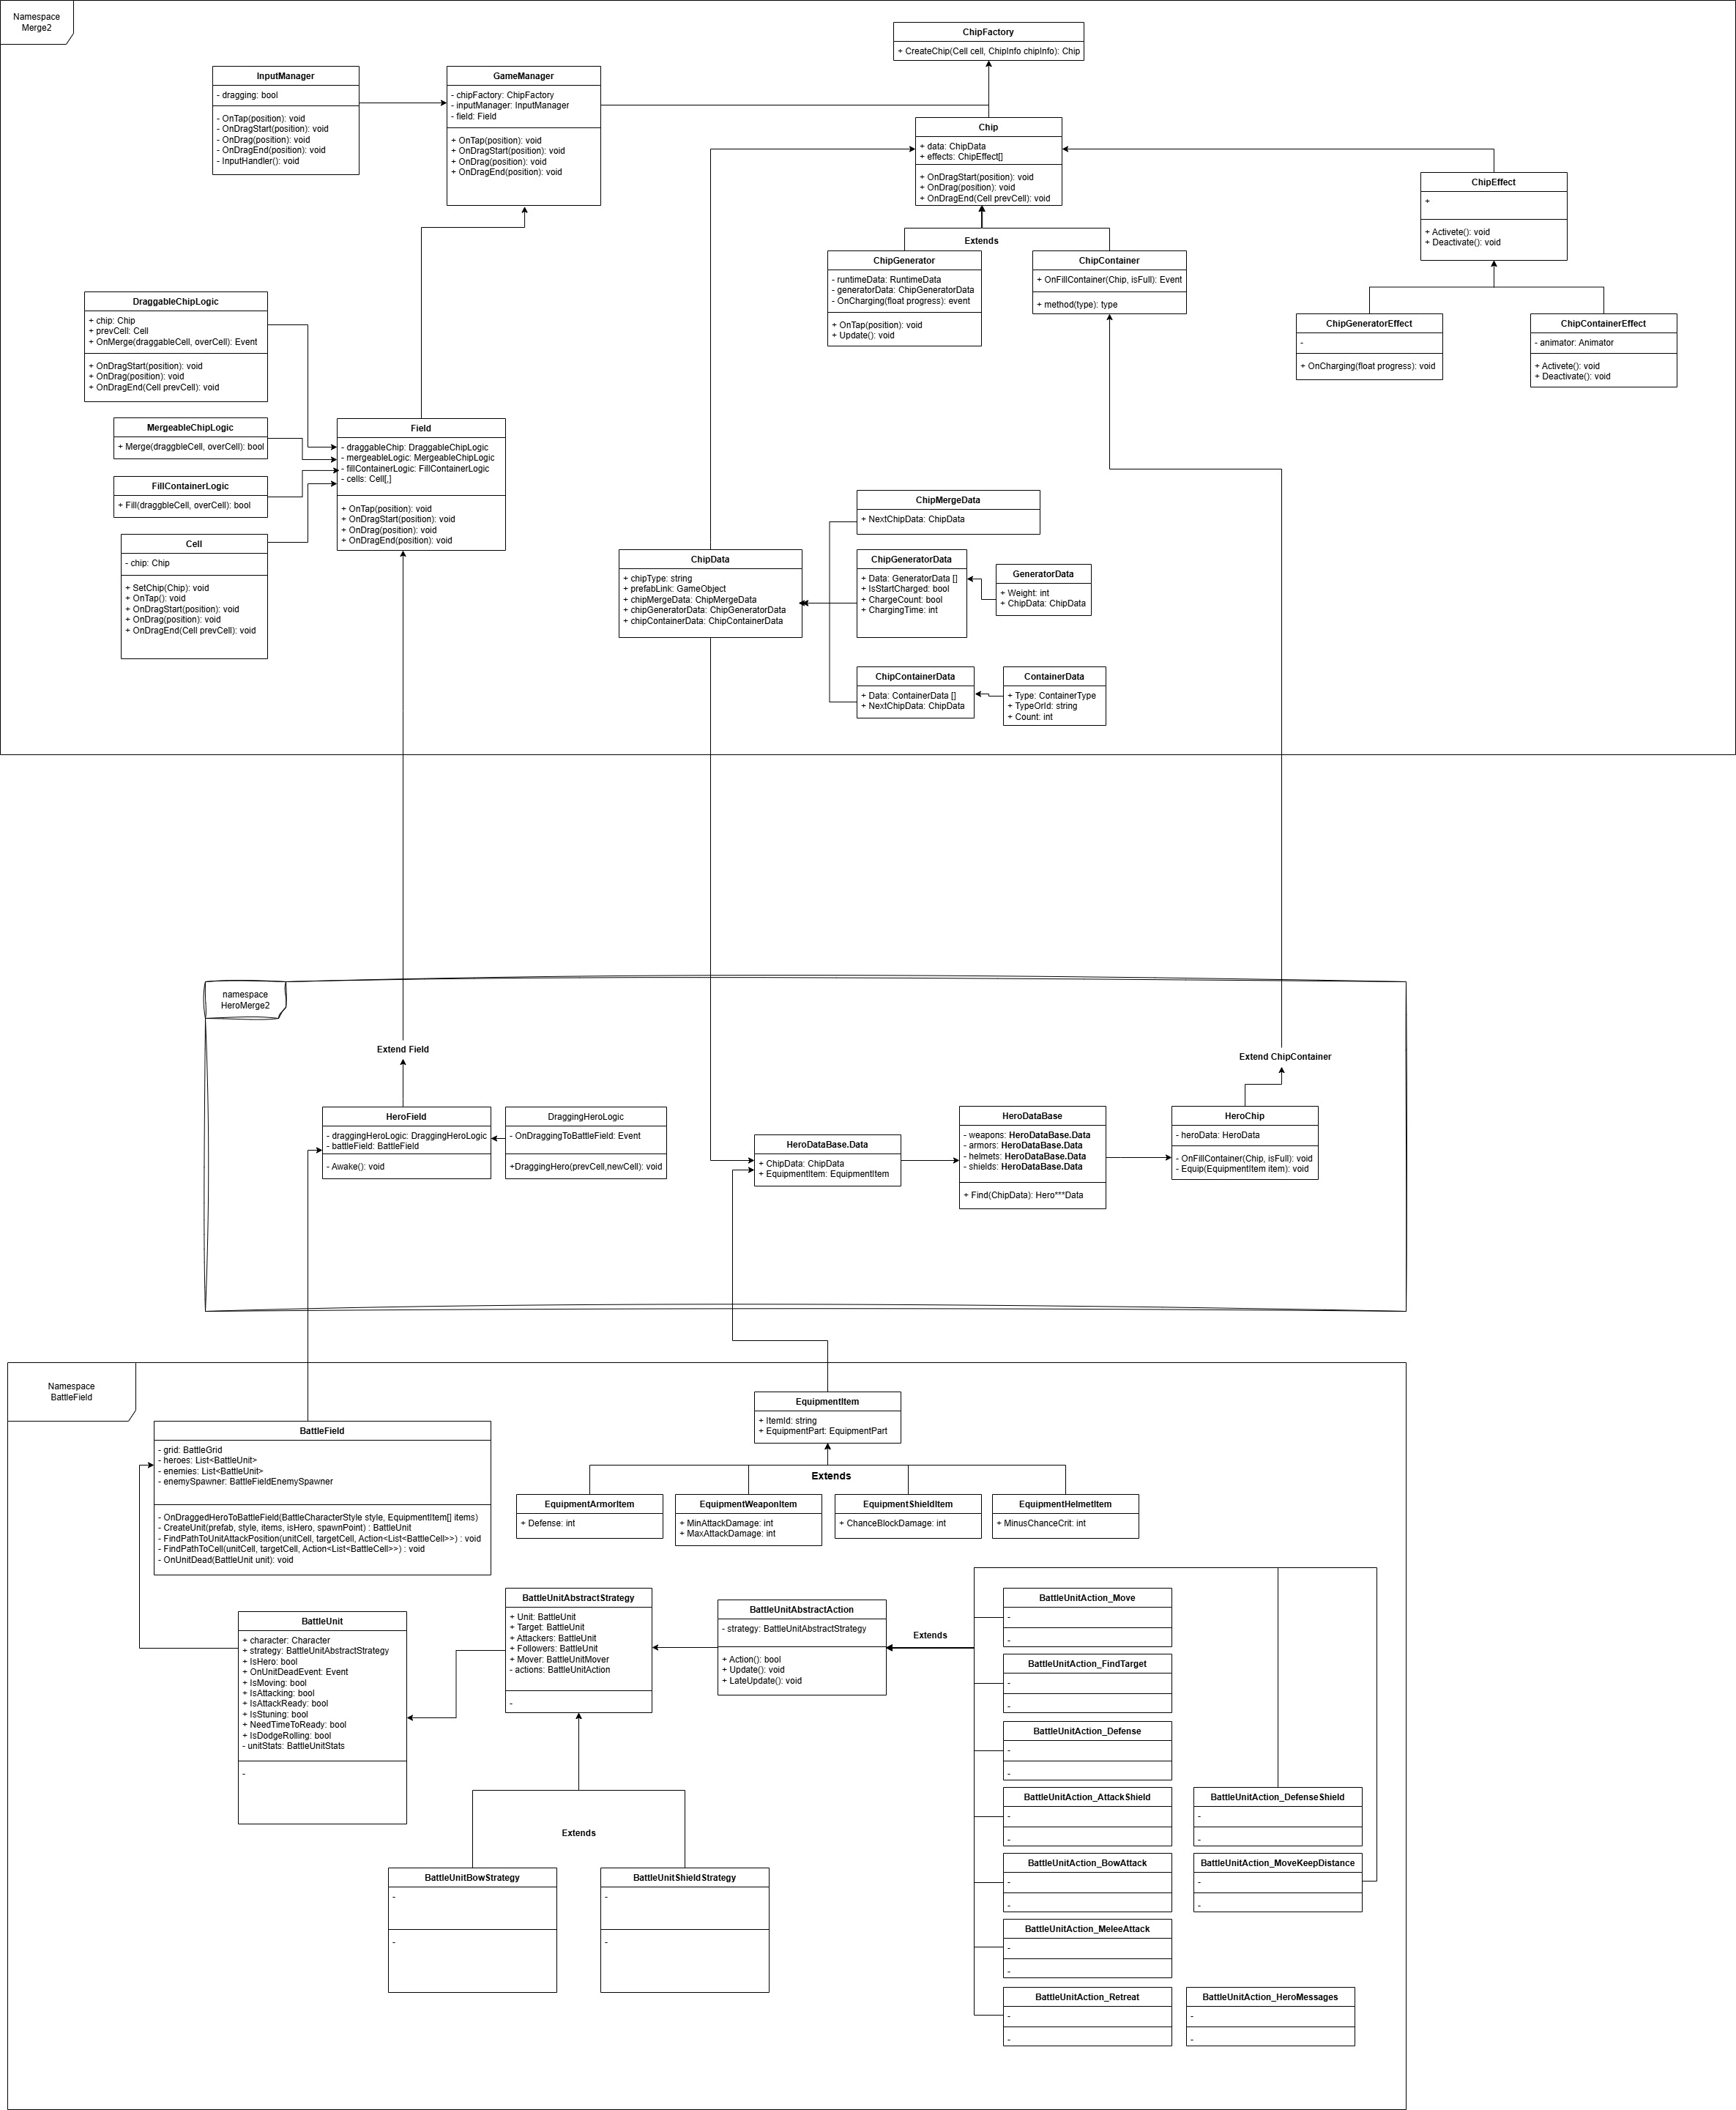 Namespace
Merge2
ChipFactory
+ CreateChip(Cell cell, ChipInfo chipInfo): Chip
InputManager
- dragging: bool
- OnTap(position): void
- OnDragStart(position): void
- OnDrag(position): void
- OnDragEnd(position): void
- InputHandler(): void
GameManager
- chipFactory: ChipFactory
- inputManager: InputManager
- field: Field
+ OnTap(position): void
+ OnDragStart(position): void
+ OnDrag(position): void
+ OnDragEnd(position): void
Chip
+ data: ChipData
+ effects: ChipEffect[]
+ OnDragStart(position): void
+ OnDrag(position): void
+ OnDragEnd(Cell prevCell): void
ChipEffect
+
+ Activete(): void
+ Deactivate(): void
Extends
ChipGenerator
- runtimeData: RuntimeData
- generatorData: ChipGeneratorData
- OnCharging(float progress): event
+ OnTap(position): void
+ Update(): void
ChipContainer
+ OnFillContainer(Chip, isFull): Event
+ method(type): type
ChipGeneratorEffect
-
+ OnCharging(float progress): void
ChipContainerEffect
- animator: Animator
+ Activete(): void
+ Deactivate(): void
DraggableChipLogic
+ chip: Chip
+ prevCell: Cell
+ OnMerge(draggableCell, overCell): Event
+ OnDragStart(position): void
+ OnDrag(position): void
+ OnDragEnd(Cell prevCell): void
MergeableChipLogic
+ Merge(draggbleCell, overCell): bool
FillContainerLogic
+ Fill(draggbleCell, overCell): bool
Cell
- chip: Chip
+ SetChip(Chip): void
+ OnTap(): void
+ OnDragStart(position): void
+ OnDrag(position): void
+ OnDragEnd(Cell prevCell): void
Field
- draggableChip: DraggableChipLogic
- mergeableLogic: MergeableChipLogic
- fillContainerLogic: FillContainerLogic
- cells: Cell[,]
+ OnTap(position): void
+ OnDragStart(position): void
+ OnDrag(position): void
+ OnDragEnd(position): void
ChipData
+ chipType: string
+ prefabLink: GameObject
+ chipMergeData: ChipMergeData
+ chipGeneratorData: ChipGeneratorData
+ chipContainerData: ChipContainerData
ChipMergeData
+ NextChipData: ChipData
ChipGeneratorData
+ Data: GeneratorData []
+ IsStartCharged: bool
+ ChargeCount: bool
+ ChargingTime: int
GeneratorData
+ Weight: int
+ ChipData: ChipData
ChipContainerData
+ Data: ContainerData []
+ NextChipData: ChipData
ContainerData
+ Type: ContainerType
+ TypeOrId: string
+ Count: int
namespace
HeroMerge2
Extend Field
Extend ChipContainer
HeroField
- draggingHeroLogic: DraggingHeroLogic
- battleField: BattleField
- Awake(): void
DraggingHeroLogic
- OnDraggingToBattleField: Event
+DraggingHero(prevCell,newCell): void
HeroDataBase.Data
+ ChipData: ChipData
+ EquipmentItem: EquipmentItem
HeroDataBase
- weapons: HeroDataBase.Data
- armors: HeroDataBase.Data
- helmets: HeroDataBase.Data
- shields: HeroDataBase.Data
+ Find(ChipData): Hero***Data
HeroChip
- heroData: HeroData
- OnFillContainer(Chip, isFull): void
- Equip(EquipmentItem item): void
Namespace
BattleField
EquipmentItem
+ ItemId: string
+ EquipmentPart: EquipmentPart
Extends
EquipmentArmorItem
+ Defense: int
EquipmentWeaponItem
+ MinAttackDamage: int
+ MaxAttackDamage: int
EquipmentShieldItem
+ ChanceBlockDamage: int
EquipmentHelmetItem
+ MinusChanceCrit: int
BattleField
- grid: BattleGrid
- heroes: List<BattleUnit>
- enemies: List<BattleUnit>
- enemySpawner: BattleFieldEnemySpawner
- OnDraggedHeroToBattleField(BattleCharacterStyle style, EquipmentItem[] items)
- CreateUnit(prefab, style, items, isHero, spawnPoint) : BattleUnit
- FindPathToUnitAttackPosition(unitCell, targetCell, Action<List<BattleCell>>) : void
- FindPathToCell(unitCell, targetCell, Action<List<BattleCell>>) : void
- OnUnitDead(BattleUnit unit): void
BattleUnit
+ character: Character
+ strategy: BattleUnitAbstractStrategy
+ IsHero: bool
+ OnUnitDeadEvent: Event
+ IsMoving: bool
+ IsAttacking: bool
+ IsAttackReady: bool
+ IsStuning: bool
+ NeedTimeToReady: bool
+ IsDodgeRolling: bool
- unitStats: BattleUnitStats
-
BattleUnitAbstractStrategy
+ Unit: BattleUnit
+ Target: BattleUnit
+ Attackers: BattleUnit
+ Followers: BattleUnit
+ Mover: BattleUnitMover
- actions: BattleUnitAction
-
BattleUnitAbstractAction
- strategy: BattleUnitAbstractStrategy
+ Action(): bool
+ Update(): void
+ LateUpdate(): void
Extends
BattleUnitAction_Move
-
-
BattleUnitAction_FindTarget
-
-
BattleUnitAction_Defense
-
-
BattleUnitAction_AttackShield
-
-
BattleUnitAction_DefenseShield
-
-
BattleUnitAction_BowAttack
-
-
BattleUnitAction_MoveKeepDistance
-
-
BattleUnitAction_MeleeAttack
-
-
BattleUnitAction_Retreat
-
-
BattleUnitAction_HeroMessages
-
-
Extends
BattleUnitBowStrategy
-
-
BattleUnitShieldStrategy
-
-